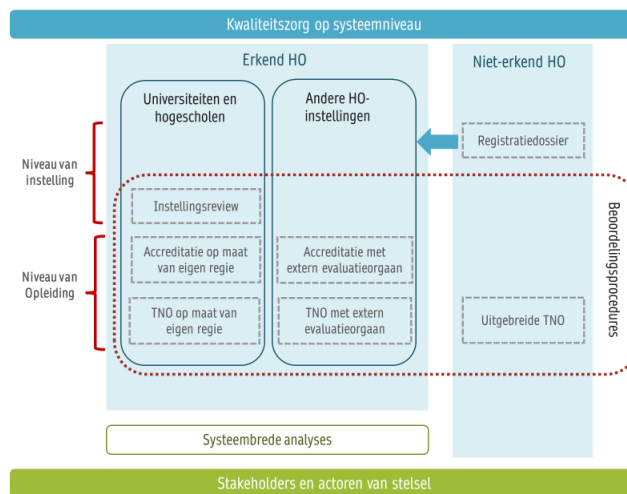 Kwaliteitszorg op systeemniveau
Erkend HO
Niet-erkend HO
Universiteiten en
hogescholen
Andere HO-
instellingen
Niveau van
instelling
Registratiedossier
Instellingsreview
Beoordelingsprocedures
Niveau van
Opleiding
Accreditatie op maat
van eigen regie
Accreditatie met
extern evaluatieorgaan
TNO op maat van
eigen regie
TNO met extern
evaluatieorgaan
Uitgebreide TNO
Systeembrede analyses
Stakeholders en actoren van stelsel